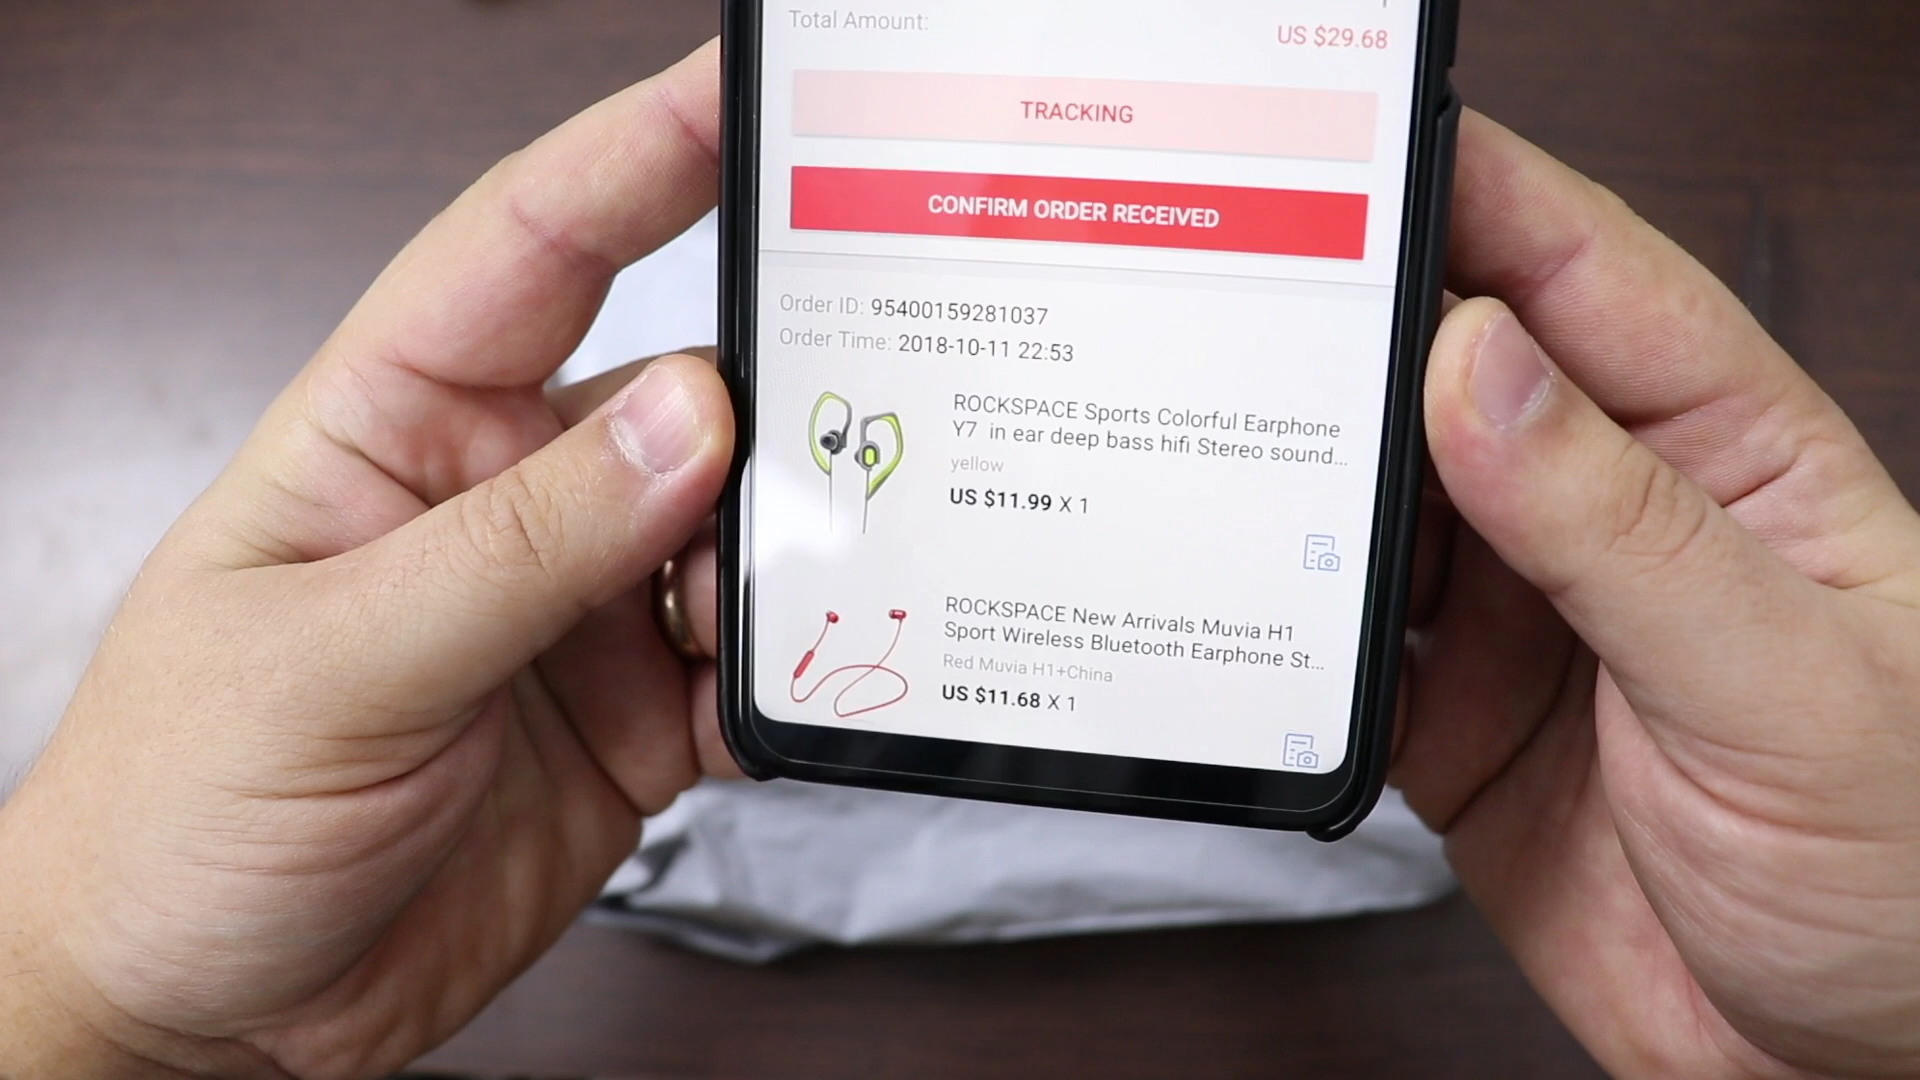 Total Amount:
US $29.68
TRACKING
CONFIRM ORDER RECEIVED
Order ID: 95400159281037
Order Time: 2018-10-11 22:53
ROCKSPACE Sports Colorful Earphone
Y7 in ear deep bass hifi Stereo sound...
yellow
US $11.99 X 1
ROCKSPACE New Arrivals Muvia H1
Sport Wireless Bluetooth Earphone St...
Red Muvia H1+China
US $11.68 X 1